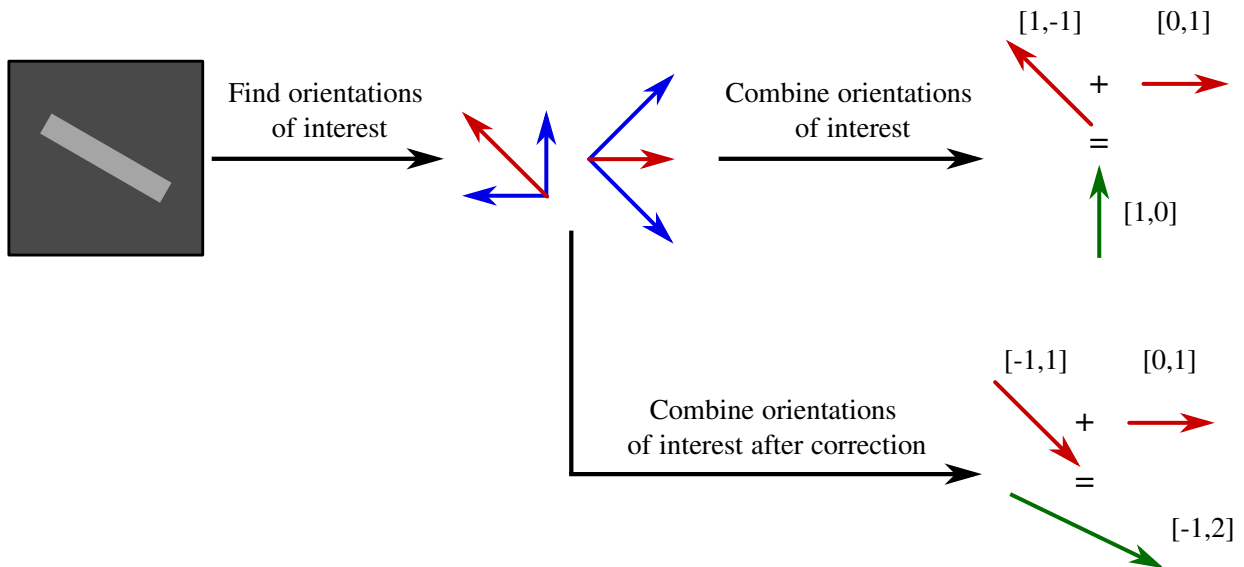 Find orientations
of interest
Combine orientations
of interest
[1,-1]
[0,1]
+
=
[1,0]
Combine orientations
of interest after correction
[-1,1]
[0,1]
+
=
[-1,2]